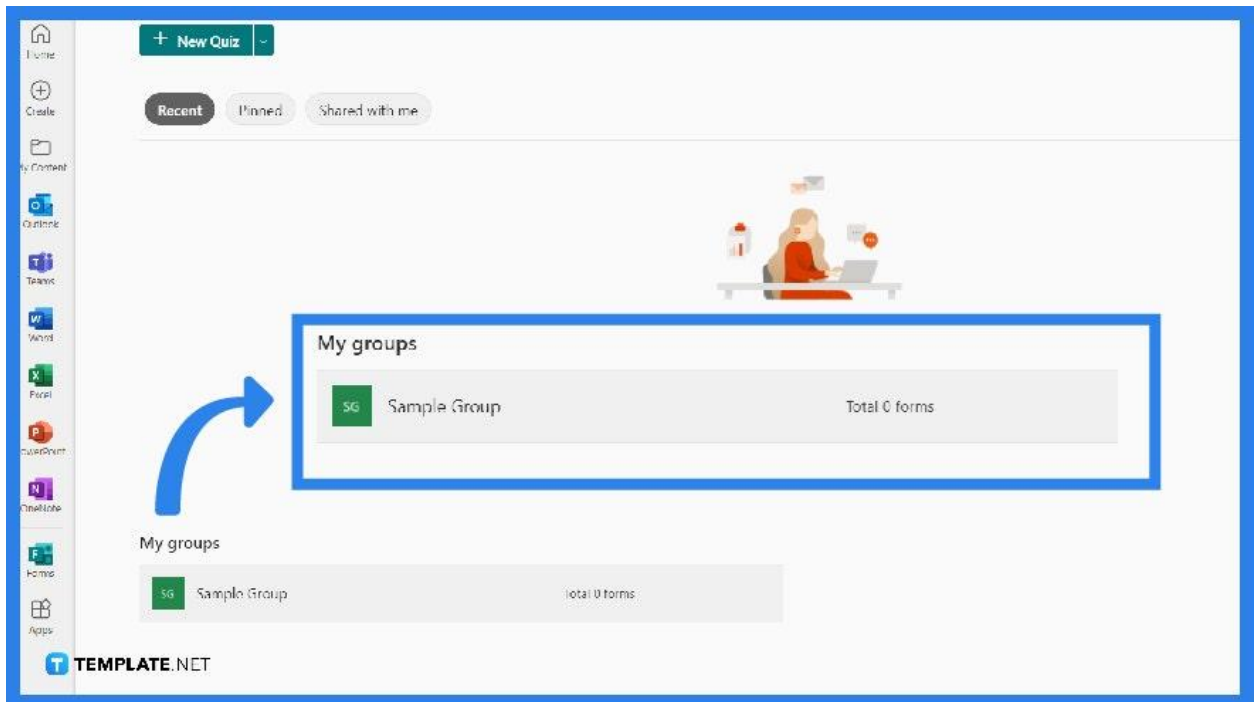 Home
Create
My Content
Outlook
Teams
Word
Excel
PowerPoint
OneNote
Forms
Apps
+ New Quiz
Recent Pinned Shared with me
My groups
SG Sample Group Total 0 forms
My groups
SG Sample Group Total 0 forms
T TEMPLATE.NET